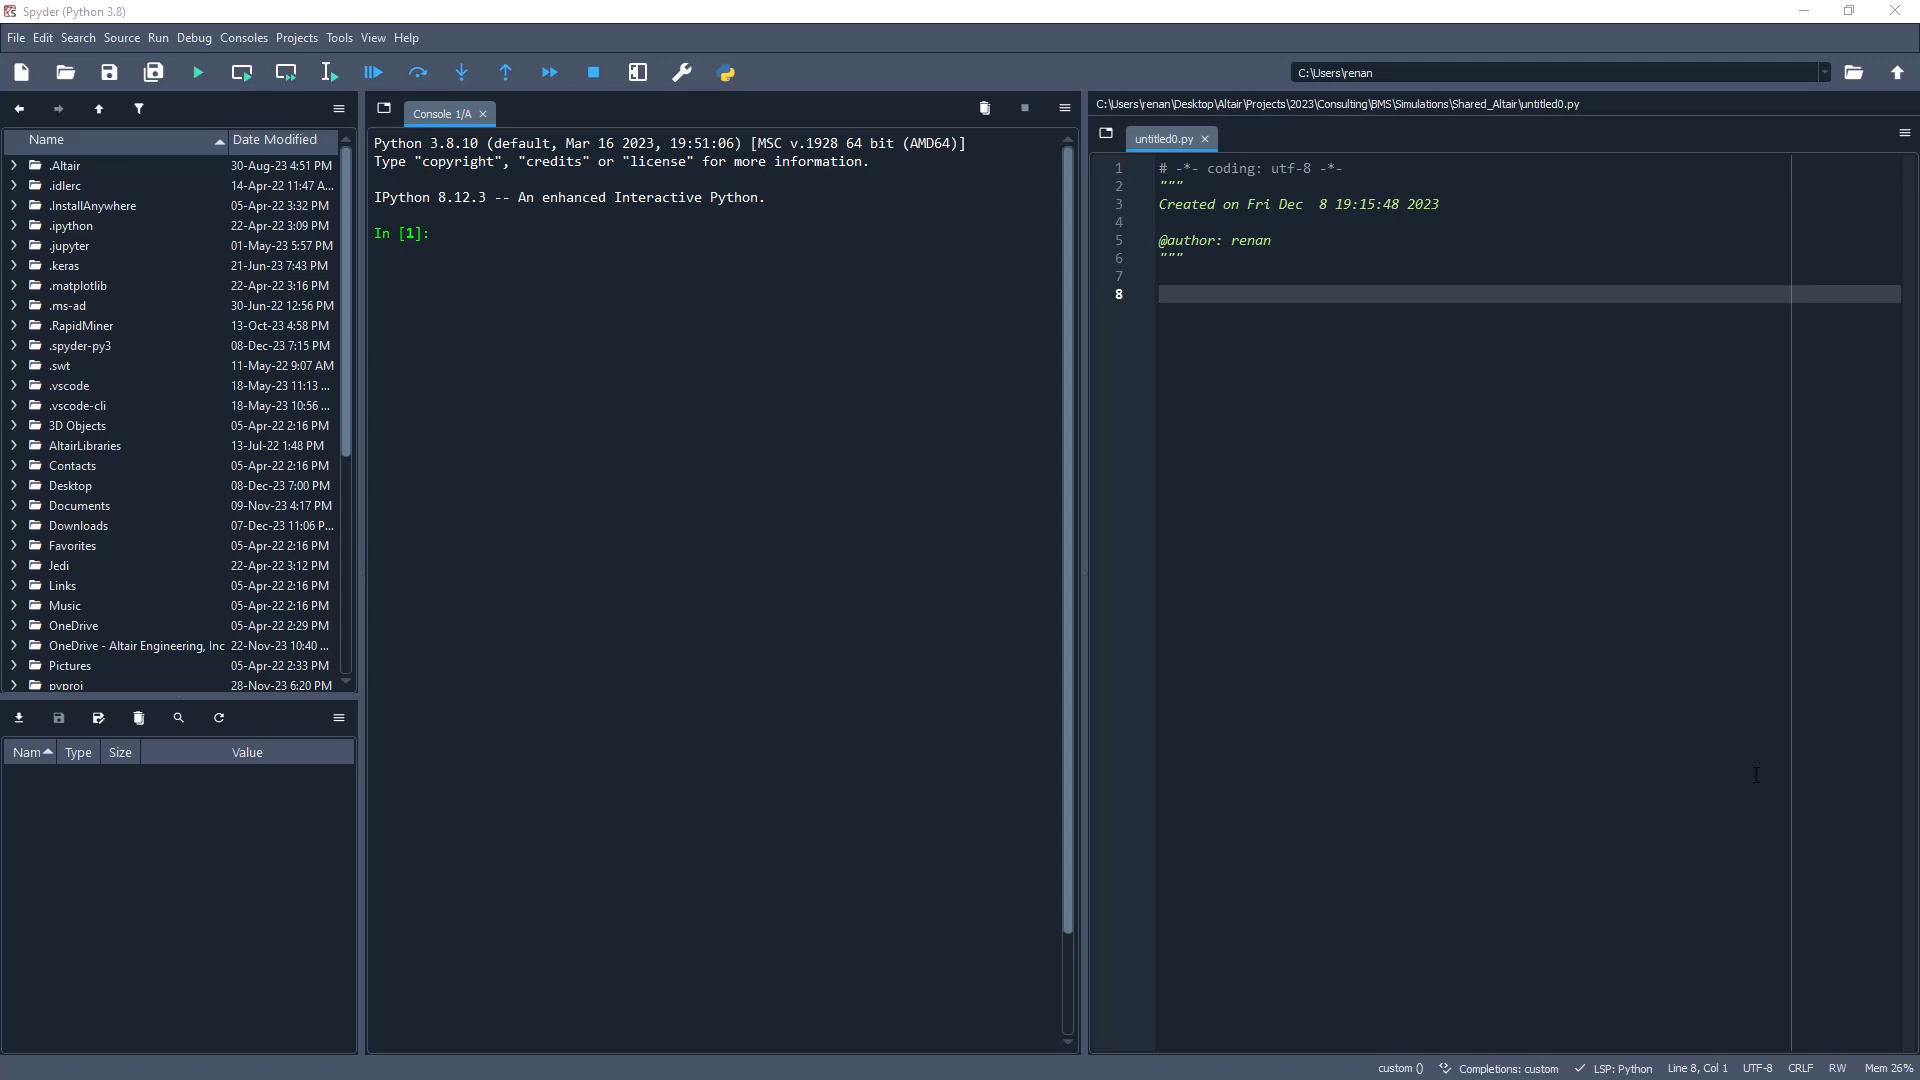 Spyder (Python 3.8)
File Edit Search Source Run Debug Consoles Projects Tools View Help
C:\Users\renan
Name Date Modified
.Altair 30-Aug-23 4:51 PM
.idlerc 14-Apr-22 11:47 A...
.InstallAnywhere 05-Apr-22 3:32 PM
.ipython 22-Apr-22 3:09 PM
.jupyter 01-May-23 5:57 PM
.keras 21-Jun-23 7:43 PM
.matplotlib 22-Apr-22 3:16 PM
.ms-ad 30-Jun-22 12:56 PM
.RapidMiner 13-Oct-23 4:58 PM
.spyder-py3 08-Dec-23 7:15 PM
.swt 11-May-22 9:07 AM
.vscode 18-May-23 11:13 ...
.vscode-cli 18-May-23 10:56 ...
3D Objects 05-Apr-22 2:16 PM
AltairLibraries 13-Jul-22 1:48 PM
Contacts 05-Apr-22 2:16 PM
Desktop 08-Dec-23 7:00 PM
Documents 09-Nov-23 4:17 PM
Downloads 07-Dec-23 11:06 P...
Favorites 05-Apr-22 2:16 PM
Jedi 22-Apr-22 3:12 PM
Links 05-Apr-22 2:16 PM
Music 05-Apr-22 2:16 PM
OneDrive 05-Apr-22 2:29 PM
OneDrive - Altair Engineering, Inc 22-Nov-23 10:40 ...
Pictures 05-Apr-22 2:33 PM
pyproj 28-Nov-23 6:20 PM
Nam Type Size Value
Console 1/A
Python 3.8.10 (default, Mar 16 2023, 19:51:06) [MSC v.1928 64 bit (AMD64)]
Type "copyright", "credits" or "license" for more information.
IPython 8.12.3 -- An enhanced Interactive Python.
In [1]:
C:\Users\renan\Desktop\Altair\Projects\2023\Consulting\BMS\Simulations\Shared_Altair\untitled0.py
untitled0.py
1 # -*- coding: utf-8 -*-
2 """
3 Created on Fri Dec  8 19:15:48 2023
4
5 @author: renan
6 """
7
8
custom () Completions: custom LSP: Python Line 8, Col 1 UTF-8 CRLF RW Mem 26%